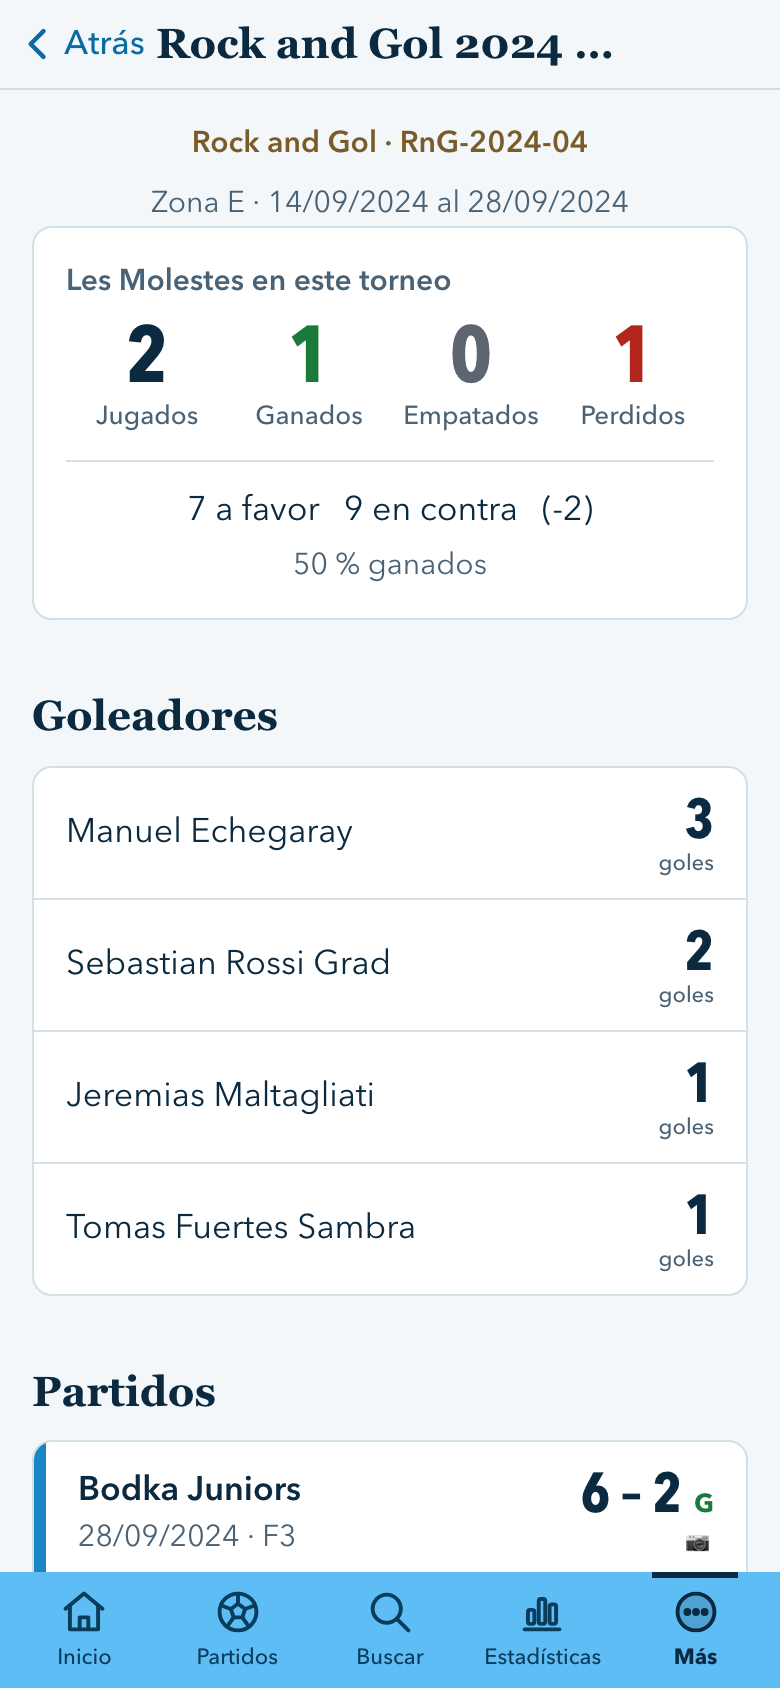 Atrás Rock and Gol 2024 ...
Rock and Gol · RnG-2024-04
Zona E · 14/09/2024 al 28/09/2024
Les Molestes en este torneo
2 1 0 1
Jugados Ganados Empatados Perdidos
7 a favor 9 en contra (-2)
50 % ganados
Goleadores
Manuel Echegaray 3 goles
Sebastian Rossi Grad 2 goles
Jeremias Maltagliati 1 goles
Tomas Fuertes Sambra 1 goles
Partidos
Bodka Juniors 6 – 2 G
28/09/2024 · F3
Inicio Partidos Buscar Estadísticas Más